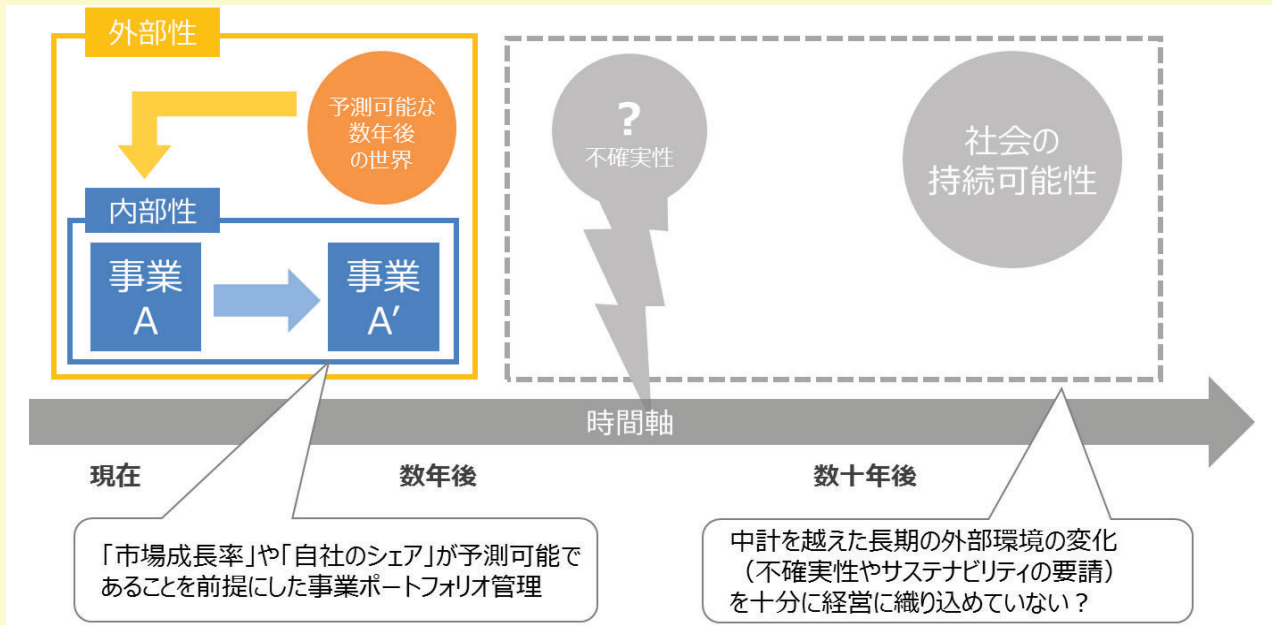 外部性
予測可能な
数年後
の世界
内部性
事業
A
事業
A′
?
不確実性
社会の
持続可能性
時間軸
現在
数年後
数十年後
「市場成長率」や「自社のシェア」が予測可能で
あることを前提にした事業ポートフォリオ管理
中計を越えた長期の外部環境の変化
（不確実性やサステナビリティの要請）
を十分に経営に織り込めていない？